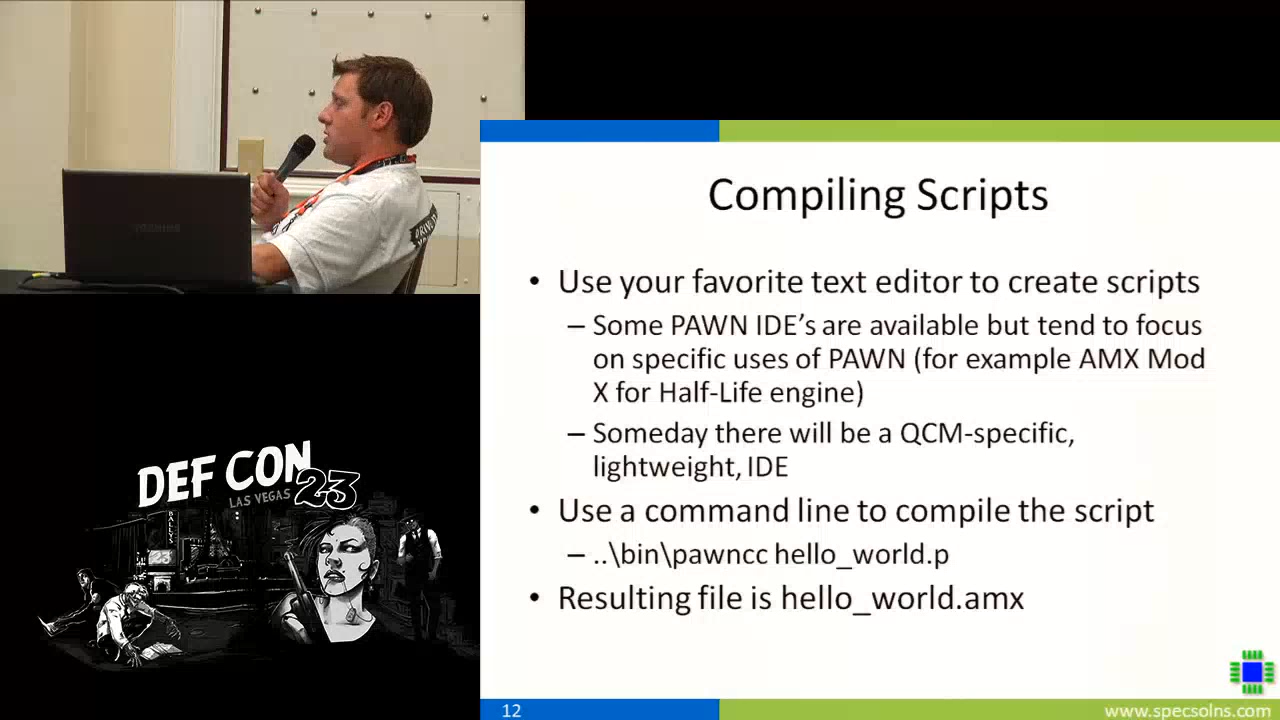 Compiling Scripts
• Use your favorite text editor to create scripts
– Some PAWN IDE's are available but tend to focus
on specific uses of PAWN (for example AMX Mod
X for Half-Life engine)
– Someday there will be a QCM-specific,
lightweight, IDE
• Use a command line to compile the script
– ..\bin\pawncc hello_world.p
• Resulting file is hello_world.amx
12
www.specsolns.com
DEF CON
LAS VEGAS 23
BALLYS
TOSHIBA